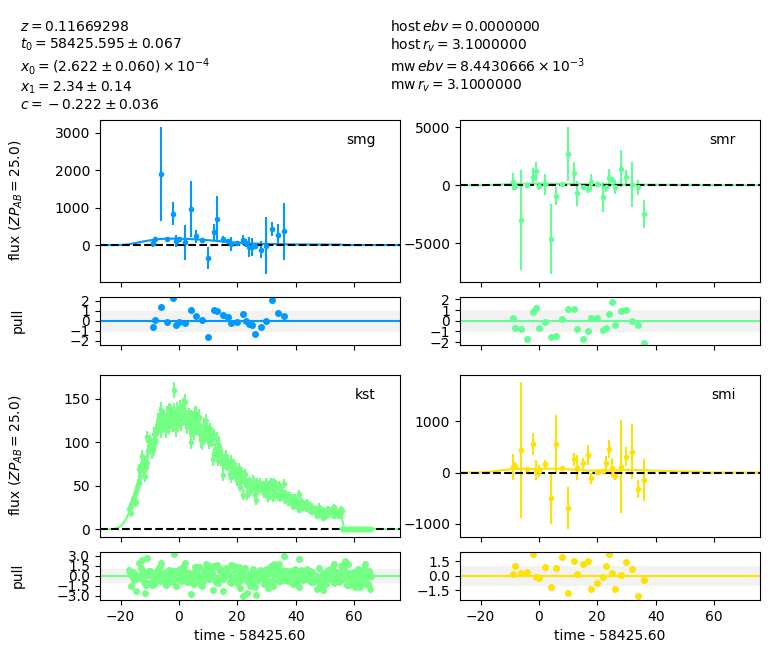 z = 0.11669298
t₀ = 58425.595 ± 0.067
x₀ = (2.622 ± 0.060) × 10⁻⁴
x₁ = 2.34 ± 0.14
c = −0.222 ± 0.036
host ebv = 0.0000000
host r_v = 3.1000000
mw ebv = 8.4430666 × 10⁻³
mw r_v = 3.1000000
flux (ZP_AB = 25.0)
3000
2000
1000
0
smg
5000
0
−5000
smr
pull
2
1
0
−1
−2
2
1
0
−1
−2
flux (ZP_AB = 25.0)
150
100
50
0
kst
1000
0
−1000
smi
pull
3.0
1.5
0.0
−1.5
−3.0
1.5
0.0
−1.5
−20 0 20 40 60
time - 58425.60
−20 0 20 40 60
time - 58425.60